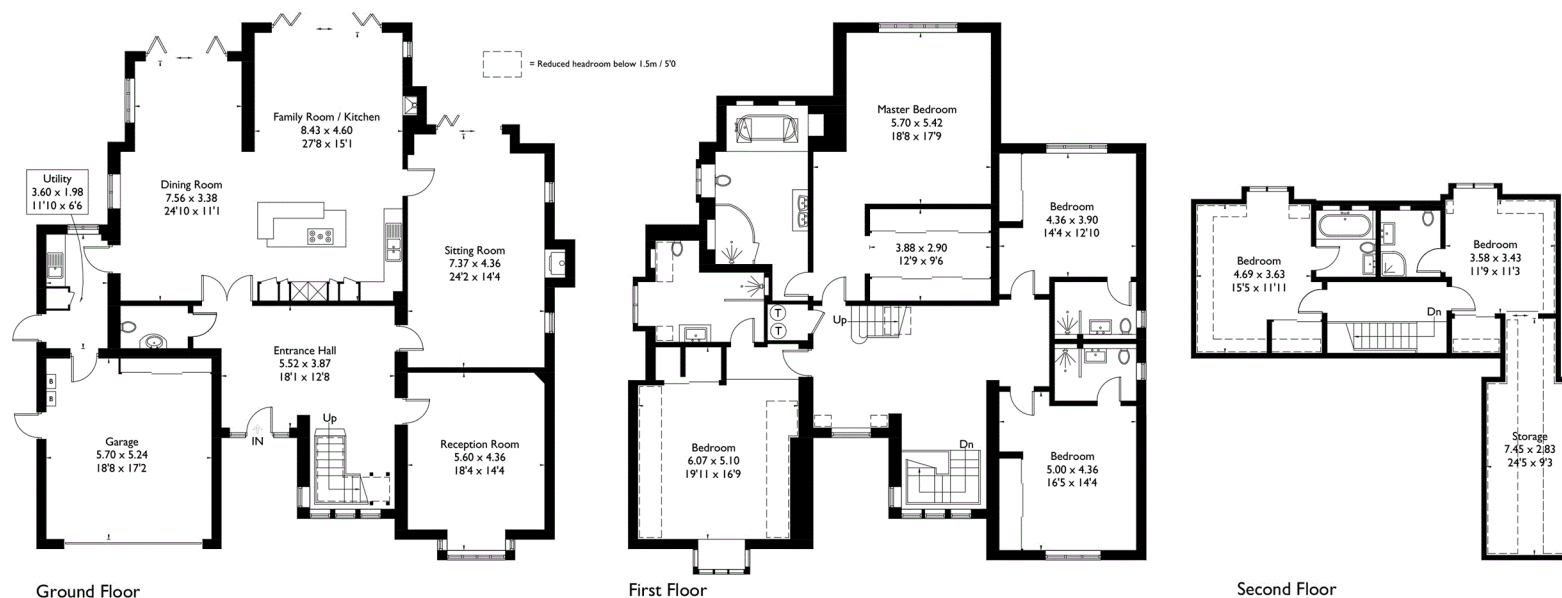 = Reduced headroom below 1.5m / 5'0
Family Room / Kitchen
8.43 x 4.60
27'8 x 15'1
Utility
3.60 x 1.98
11'10 x 6'6
Dining Room
7.56 x 3.38
24'10 x 11'1
Sitting Room
7.37 x 4.36
24'2 x 14'4
Entrance Hall
5.52 x 3.87
18'1 x 12'8
B
B
Up
IN
Garage
5.70 x 5.24
18'8 x 17'2
Reception Room
5.60 x 4.36
18'4 x 14'4
Ground Floor
Master Bedroom
5.70 x 5.42
18'8 x 17'9
Bedroom
4.36 x 3.90
14'4 x 12'10
3.88 x 2.90
12'9 x 9'6
T
T
Up
Bedroom
6.07 x 5.10
19'11 x 16'9
Dn
Bedroom
5.00 x 4.36
16'5 x 14'4
First Floor
Bedroom
4.69 x 3.63
15'5 x 11'11
Bedroom
3.58 x 3.43
11'9 x 11'3
Dn
Storage
7.45 x 2.83
24'5 x 9'3
Second Floor